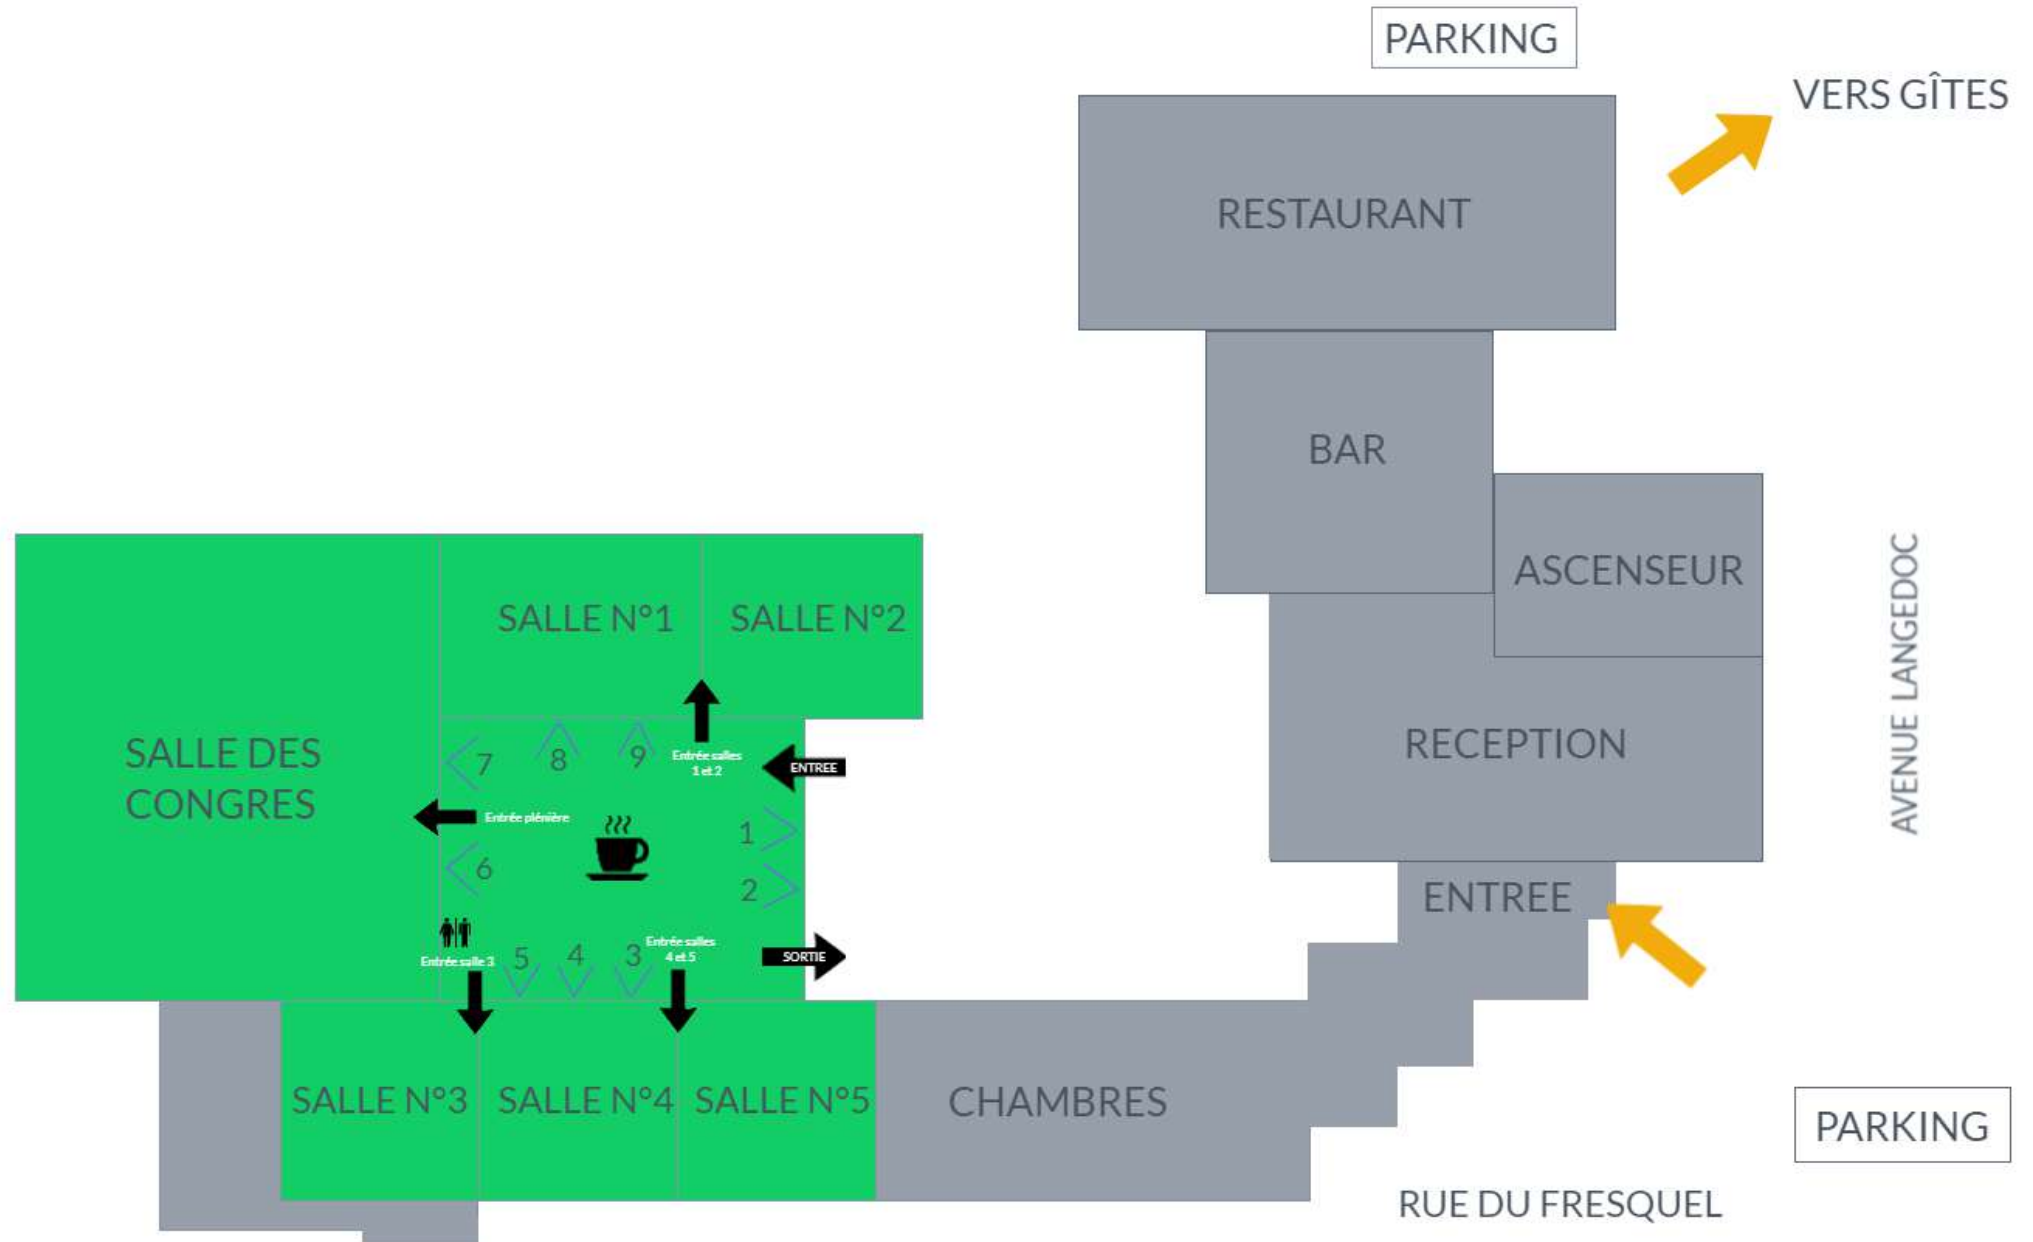 PARKING
VERS GÎTES
RESTAURANT
BAR
ASCENSEUR
AVENUE LANGEDOC
SALLE N°1
SALLE N°2
SALLE DES
CONGRES
RECEPTION
7
8
9
Entrée salles
1 et 2
ENTREE
Entrée plénière
1
6
2
ENTREE
Entrée salle 3
5
4
3
Entrée salles
4 et 5
SORTIE
SALLE N°3
SALLE N°4
SALLE N°5
CHAMBRES
PARKING
RUE DU FRESQUEL